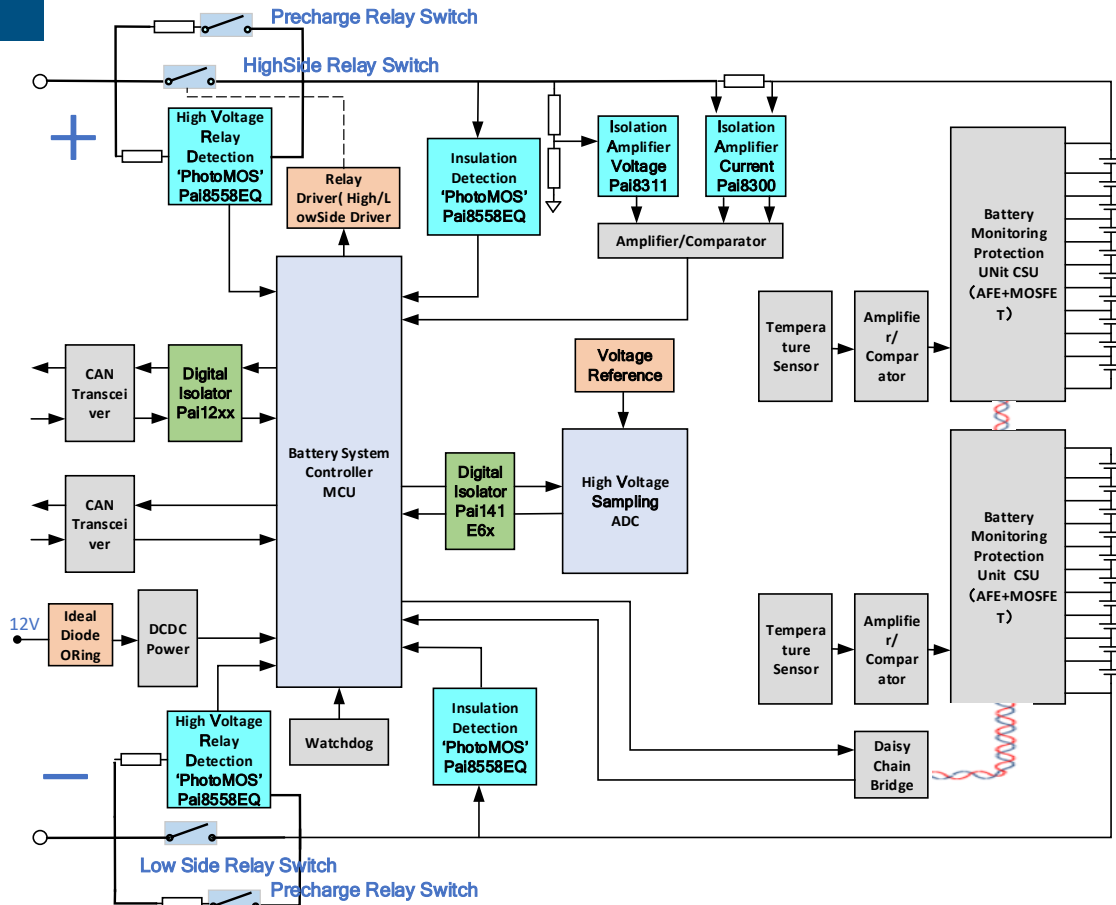 Precharge Relay Switch
HighSide Relay Switch
High Voltage
Relay
Detection
'PhotoMOS'
Pai8558EQ
Relay
Driver( High/L
owSide Driver
Insulation
Detection
'PhotoMOS'
Pai8558EQ
Isolation
Amplifier
Voltage
Pai8311
Isolation
Amplifier
Current
Pai8300
Amplifier/Comparator
Battery
Monitoring
Protection
UNit CSU
（AFE+MOSFE
T）
Tempera
ture
Sensor
Amplifie
r/
Compar
ator
CAN
Transcei
ver
Digital
Isolator
Pai12xx
Voltage
Reference
Battery System
Controller
MCU
Digital
Isolator
Pai141
E6x
High Voltage
Sampling
ADC
CAN
Transcei
ver
Battery
Monitoring
Protection
Unit CSU
（AFE+MOSFE
T）
Tempera
ture
Sensor
Amplifie
r/
Compar
ator
12V
Ideal
Diode
ORing
DCDC
Power
High Voltage
Relay
Detection
'PhotoMOS'
Pai8558EQ
Watchdog
Insulation
Detection
'PhotoMOS'
Pai8558EQ
Daisy
Chain
Bridge
Low Side Relay Switch
Precharge Relay Switch